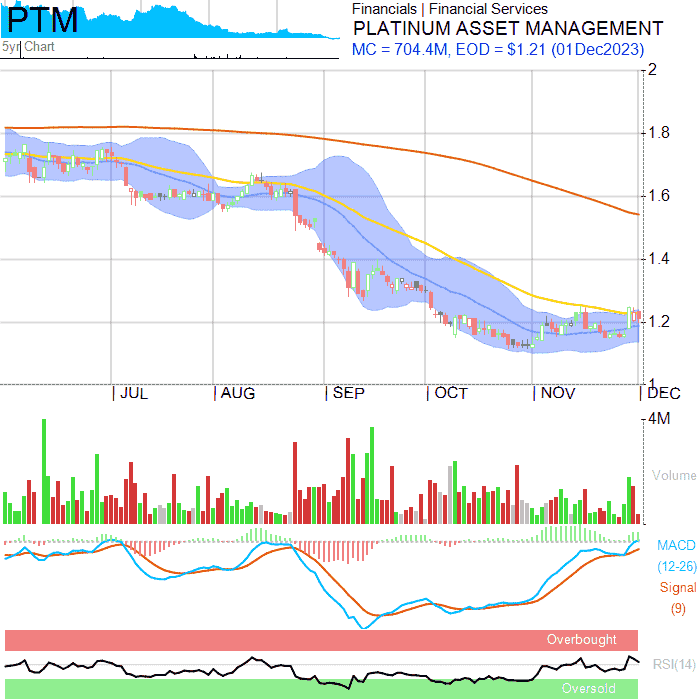 PTM
5yr Chart
Financials | Financial Services
PLATINUM ASSET MANAGEMENT
MC = 704.4M, EOD = $1.21 (01Dec2023)
2
1.8
1.6
1.4
1.2
1
JUL AUG SEP OCT NOV DEC
4M
Volume
MACD
(12-26)
Signal
(9)
Overbought
RSI(14)
Oversold